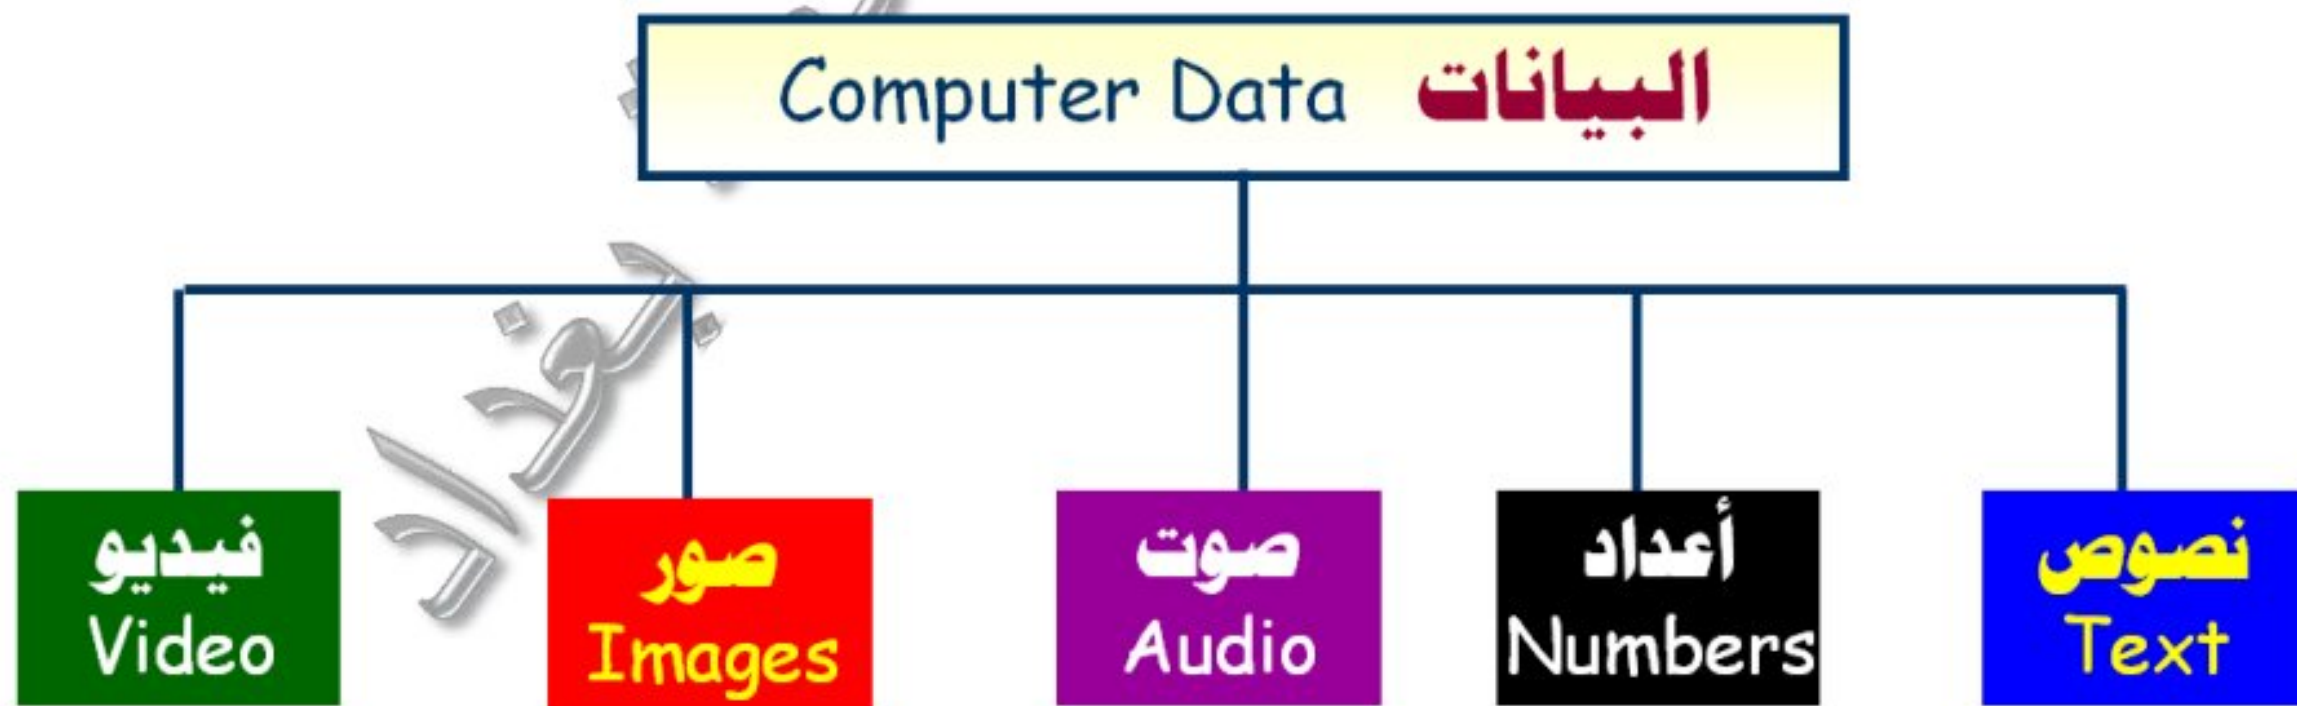 Computer Data البيانات
فيديو
Video
صور
Images
صوت
Audio
أعداد
Numbers
نصوص
Text